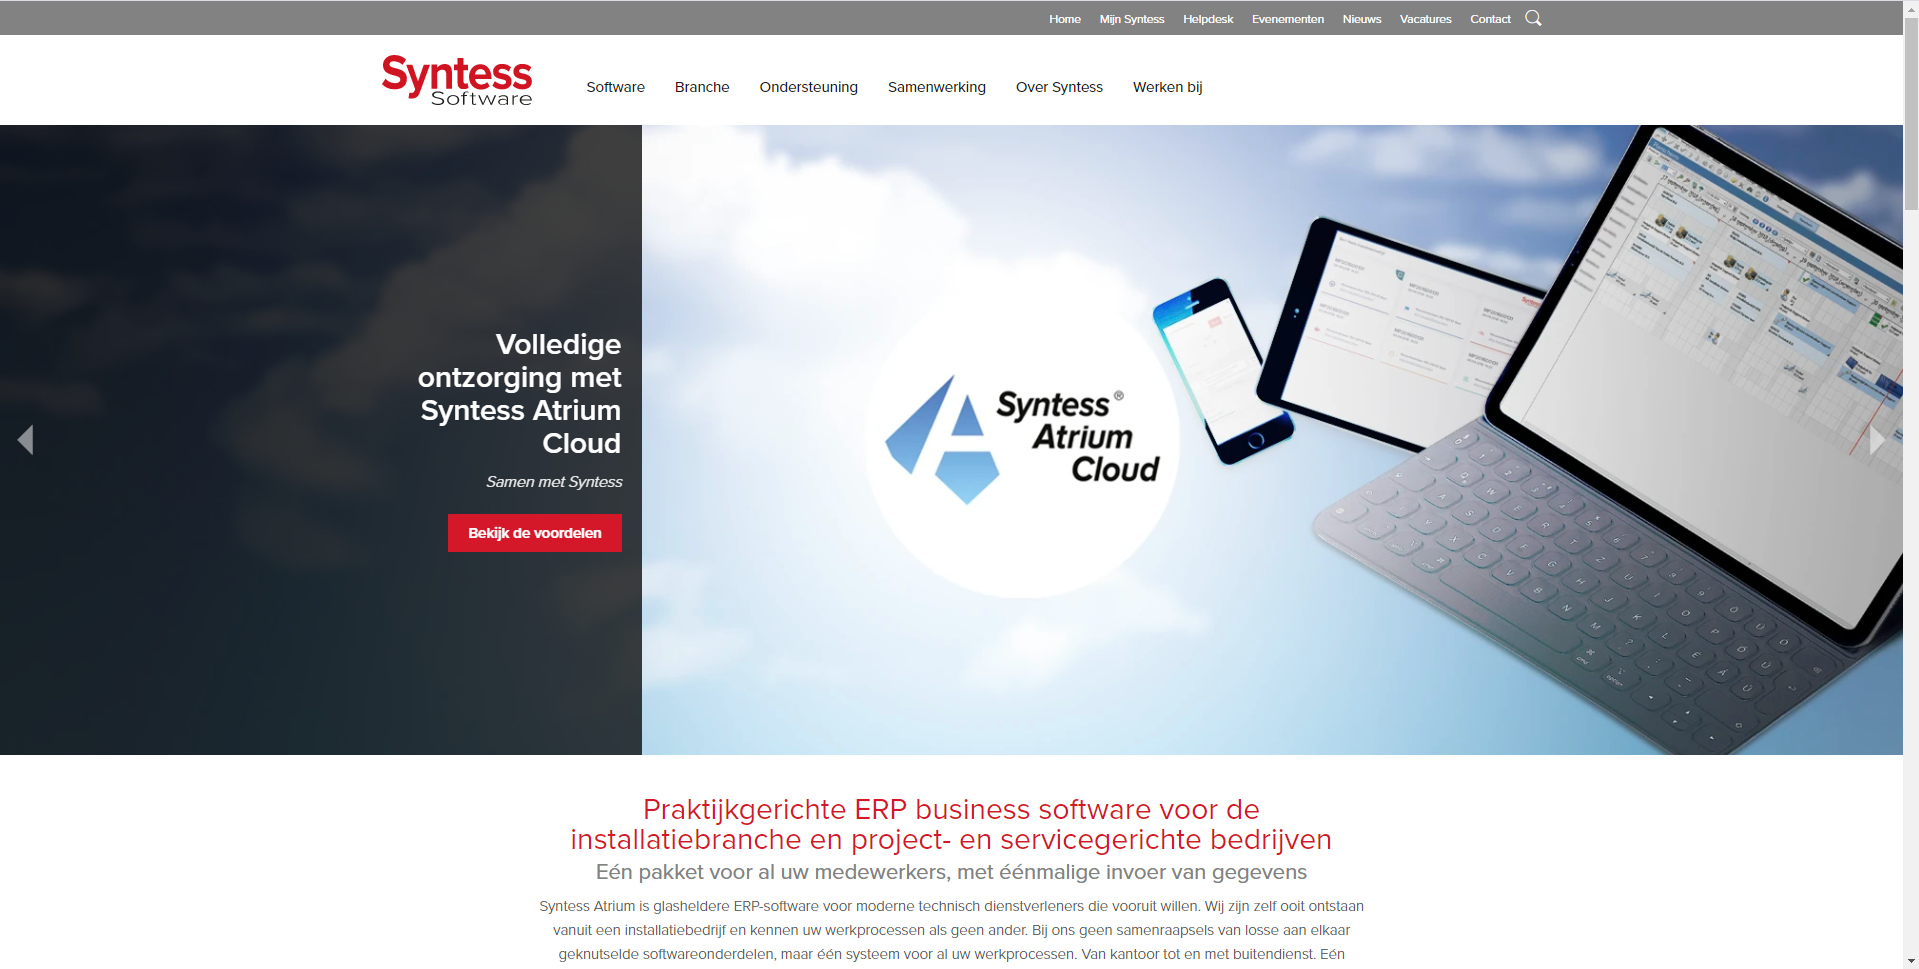 Home Mijn Syntess Helpdesk Evenementen Nieuws Vacatures Contact
Syntess
Software
Software Branche Ondersteuning Samenwerking Over Syntess Werken bij
Volledige
ontzorging met
Syntess Atrium
Cloud
Samen met Syntess
Bekijk de voordelen
Syntess®
Atrium
Cloud
Praktijkgerichte ERP business software voor de
installatiebranche en project- en servicegerichte bedrijven
Eén pakket voor al uw medewerkers, met éénmalige invoer van gegevens
Syntess Atrium is glasheldere ERP-software voor moderne technisch dienstverleners die vooruit willen. Wij zijn zelf ooit ontstaan
vanuit een installatiebedrijf en kennen uw werkprocessen als geen ander. Bij ons geen samenraapsels van losse aan elkaar
geknutselde softwareonderdelen, maar één systeem voor al uw werkprocessen. Van kantoor tot en met buitendienst. Eén